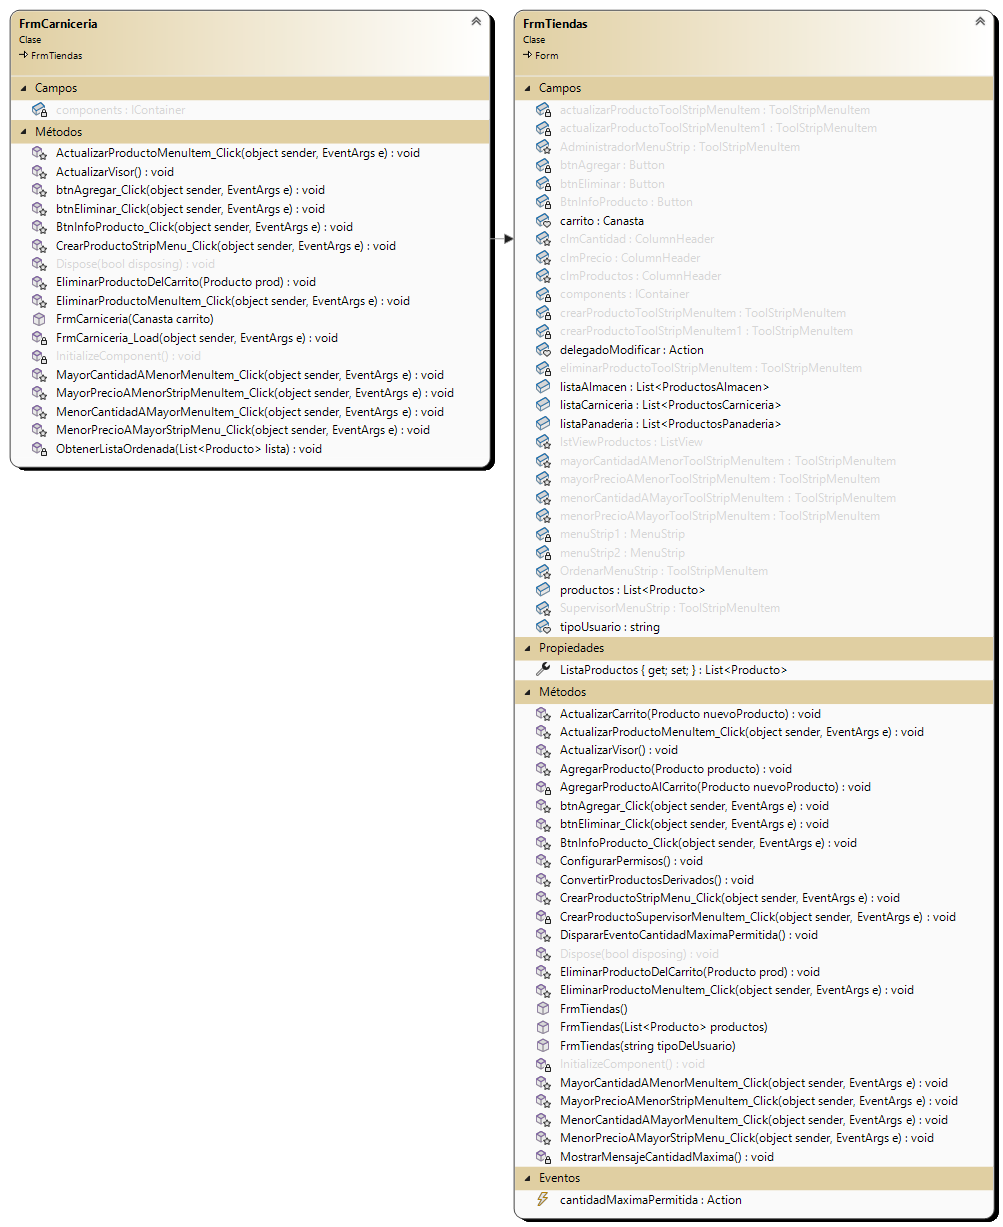 FrmCarniceria
Clase
FrmTiendas
Campos
components : IContainer
Métodos
ActualizarProductoMenuItem_Click(object sender, EventArgs e) : void
ActualizarVisor() : void
btnAgregar_Click(object sender, EventArgs e) : void
btnEliminar_Click(object sender, EventArgs e) : void
BtnInfoProducto_Click(object sender, EventArgs e) : void
CrearProductoStripMenu_Click(object sender, EventArgs e) : void
Dispose(bool disposing) : void
EliminarProductoDelCarrito(Producto prod) : void
EliminarProductoMenuItem_Click(object sender, EventArgs e) : void
FrmCarniceria(Canasta carrito)
FrmCarniceria_Load(object sender, EventArgs e) : void
InitializeComponent() : void
MayorCantidadAMenorMenuItem_Click(object sender, EventArgs e) : void
MayorPrecioAMenorStripMenuItem_Click(object sender, EventArgs e) : void
MenorCantidadAMayorMenuItem_Click(object sender, EventArgs e) : void
MenorPrecioAMayorStripMenu_Click(object sender, EventArgs e) : void
ObtenerListaOrdenada(List<Producto> lista) : void
FrmTiendas
Clase
Form
Campos
actualizarProductoToolStripMenuItem : ToolStripMenuItem
actualizarProductoToolStripMenuItem1 : ToolStripMenuItem
AdministradorMenuStrip : ToolStripMenuItem
btnAgregar : Button
btnEliminar : Button
BtnInfoProducto : Button
carrito : Canasta
clmCantidad : ColumnHeader
clmPrecio : ColumnHeader
clmProductos : ColumnHeader
components : IContainer
crearProductoToolStripMenuItem : ToolStripMenuItem
crearProductoToolStripMenuItem1 : ToolStripMenuItem
delegadoModificar : Action
eliminarProductoToolStripMenuItem : ToolStripMenuItem
listaAlmacen : List<ProductosAlmacen>
listaCarniceria : List<ProductosCarniceria>
listaPanaderia : List<ProductosPanaderia>
lstViewProductos : ListView
mayorCantidadAMenorToolStripMenuItem : ToolStripMenuItem
mayorPrecioAMenorToolStripMenuItem : ToolStripMenuItem
menorCantidadAMayorToolStripMenuItem : ToolStripMenuItem
menorPrecioAMayorToolStripMenuItem : ToolStripMenuItem
menuStrip1 : MenuStrip
menuStrip2 : MenuStrip
OrdenarMenuStrip : ToolStripMenuItem
productos : List<Producto>
SupervisorMenuStrip : ToolStripMenuItem
tipoUsuario : string
Propiedades
ListaProductos { get; set; } : List<Producto>
Métodos
ActualizarCarrito(Producto nuevoProducto) : void
ActualizarProductoMenuItem_Click(object sender, EventArgs e) : void
ActualizarVisor() : void
AgregarProducto(Producto producto) : void
AgregarProductoAlCarrito(Producto nuevoProducto) : void
btnAgregar_Click(object sender, EventArgs e) : void
btnEliminar_Click(object sender, EventArgs e) : void
BtnInfoProducto_Click(object sender, EventArgs e) : void
ConfigurarPermisos() : void
ConvertirProductosDerivados() : void
CrearProductoStripMenu_Click(object sender, EventArgs e) : void
CrearProductoSupervisorMenuItem_Click(object sender, EventArgs e) : void
DispararEventoCantidadMaximaPermitida() : void
Dispose(bool disposing) : void
EliminarProductoDelCarrito(Producto prod) : void
EliminarProductoMenuItem_Click(object sender, EventArgs e) : void
FrmTiendas()
FrmTiendas(List<Producto> productos)
FrmTiendas(string tipoDeUsuario)
InitializeComponent() : void
MayorCantidadAMenorMenuItem_Click(object sender, EventArgs e) : void
MayorPrecioAMenorStripMenuItem_Click(object sender, EventArgs e) : void
MenorCantidadAMayorMenuItem_Click(object sender, EventArgs e) : void
MenorPrecioAMayorStripMenu_Click(object sender, EventArgs e) : void
MostrarMensajeCantidadMaxima() : void
Eventos
cantidadMaximaPermitida : Action